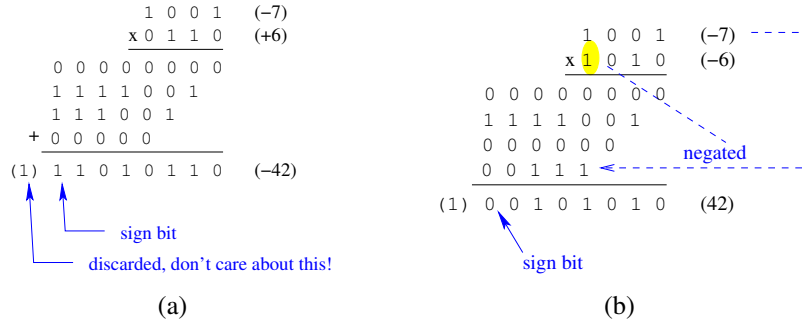 1 0 0 1 (−7)
x 0 1 1 0 (+6)
0 0 0 0 0 0 0 0
1 1 1 1 0 0 1
1 1 1 0 0 1
+ 0 0 0 0 0
(1) 1 1 0 1 0 1 1 0 (−42)
sign bit
discarded, don't care about this!
(a)
1 0 0 1 (−7)
x 1 0 1 0 (−6)
0 0 0 0 0 0 0 0
1 1 1 1 0 0 1
0 0 0 0 0 0
negated
0 0 1 1 1
(1) 0 0 1 0 1 0 1 0 (42)
sign bit
(b)